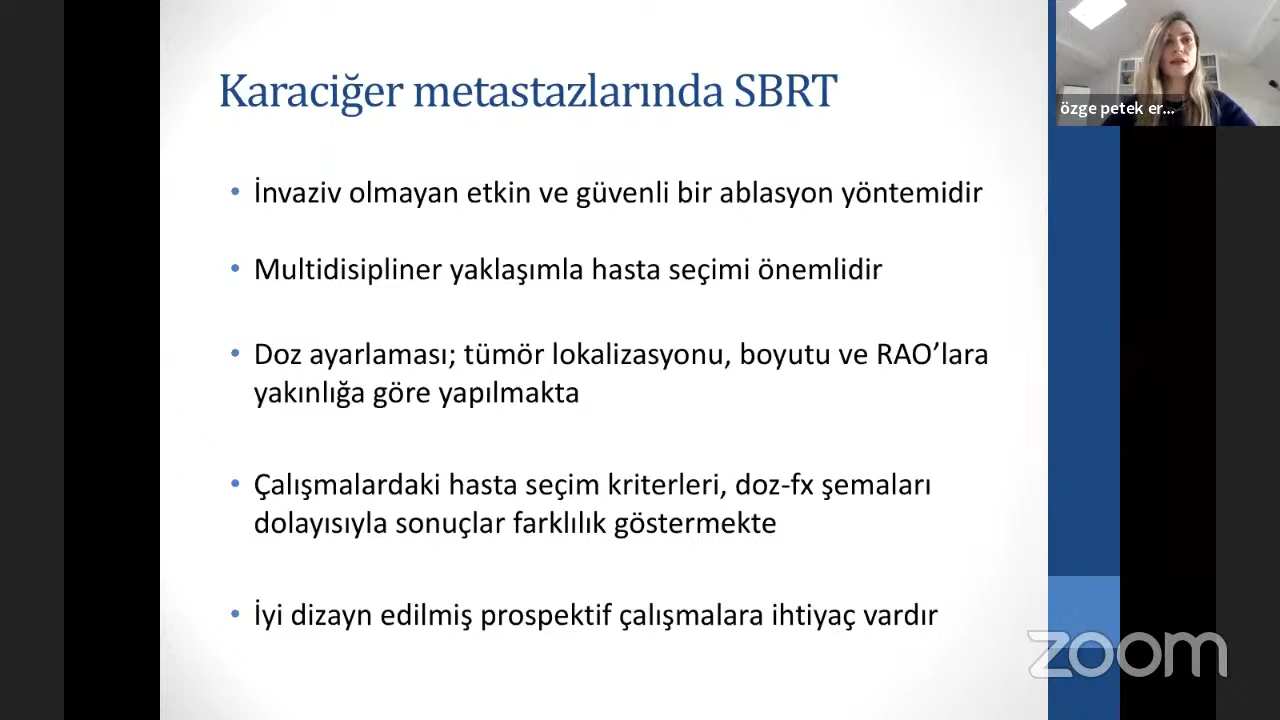 Karaciğer metastazlarında SBRT
özge petek er...
• İnvaziv olmayan etkin ve güvenli bir ablasyon yöntemidir
• Multidisipliner yaklaşımla hasta seçimi önemlidir
• Doz ayarlaması; tümör lokalizasyonu, boyutu ve RAO’lara
yakınlığa göre yapılmakta
• Çalışmalardaki hasta seçim kriterleri, doz-fx şemaları
dolayısıyla sonuçlar farklılık göstermekte
• İyi dizayn edilmiş prospektif çalışmalara ihtiyaç vardır
zoom